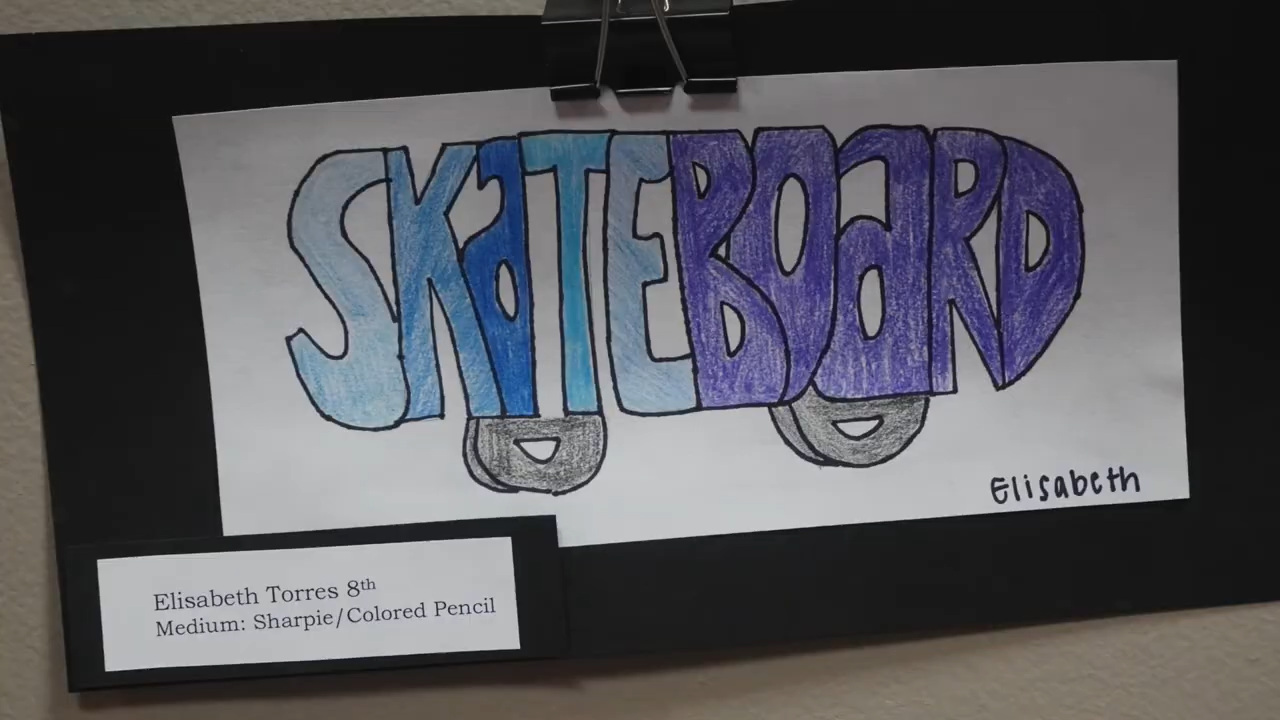 SKaTEBOaRD
Elisabeth
Elisabeth Torres 8th
Medium: Sharpie/Colored Pencil